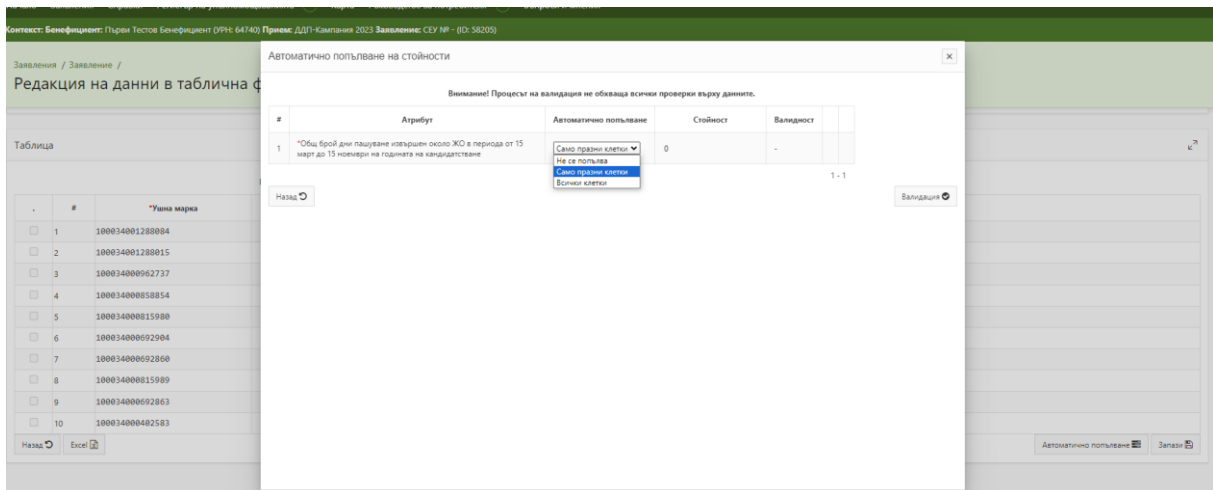 Контекст: Бенефициент: Първи Тестов Бенефициент (УРН: 64740) Прием: ДДП-Кампания 2023 Заявление: СЕУ № - (ID: 58205)
Заявления / Заявление /
Редакция на данни в таблична ф
Автоматично попълване на стойности
Внимание! Процесът на валидация не обхваща всички проверки върху данните.
# Атрибут Автоматично попълване Стойност Валидност
1 *Общ брой дни пашуване извършен около ЖО в периода от 15
март до 15 ноември на годината на кандидатстване
Само празни клетки 0 -
Не се попълва
Само празни клетки
Всички клетки
1 - 1
Назад Валидация
Таблица
. # *Ушна марка
1 100034001288084
2 100034001288015
3 100034000962737
4 100034000858854
5 100034000815980
6 100034000692904
7 100034000692860
8 100034000815989
9 100034000692863
10 100034000402583
Назад Excel Автоматично попълване Запази